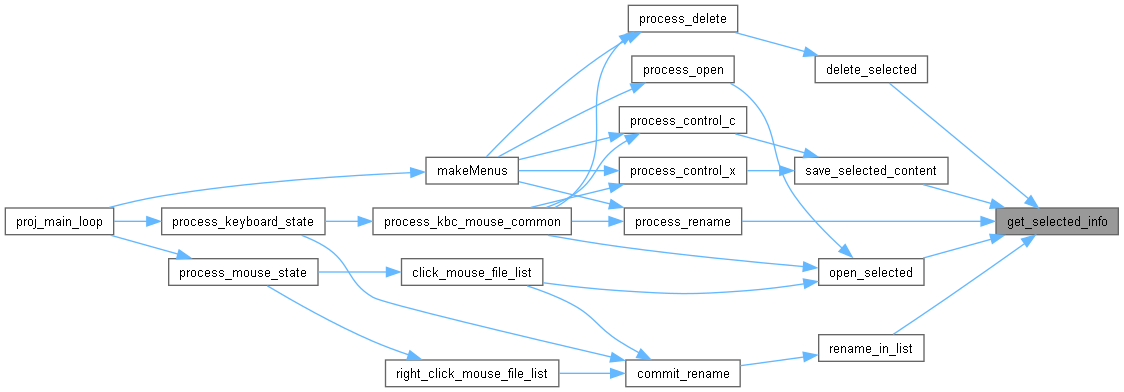 process_delete
process_open
delete_selected
process_control_c
makeMenus
process_control_x
save_selected_content
proj_main_loop
process_keyboard_state
process_kbc_mouse_common
process_rename
get_selected_info
process_mouse_state
click_mouse_file_list
open_selected
rename_in_list
right_click_mouse_file_list
commit_rename